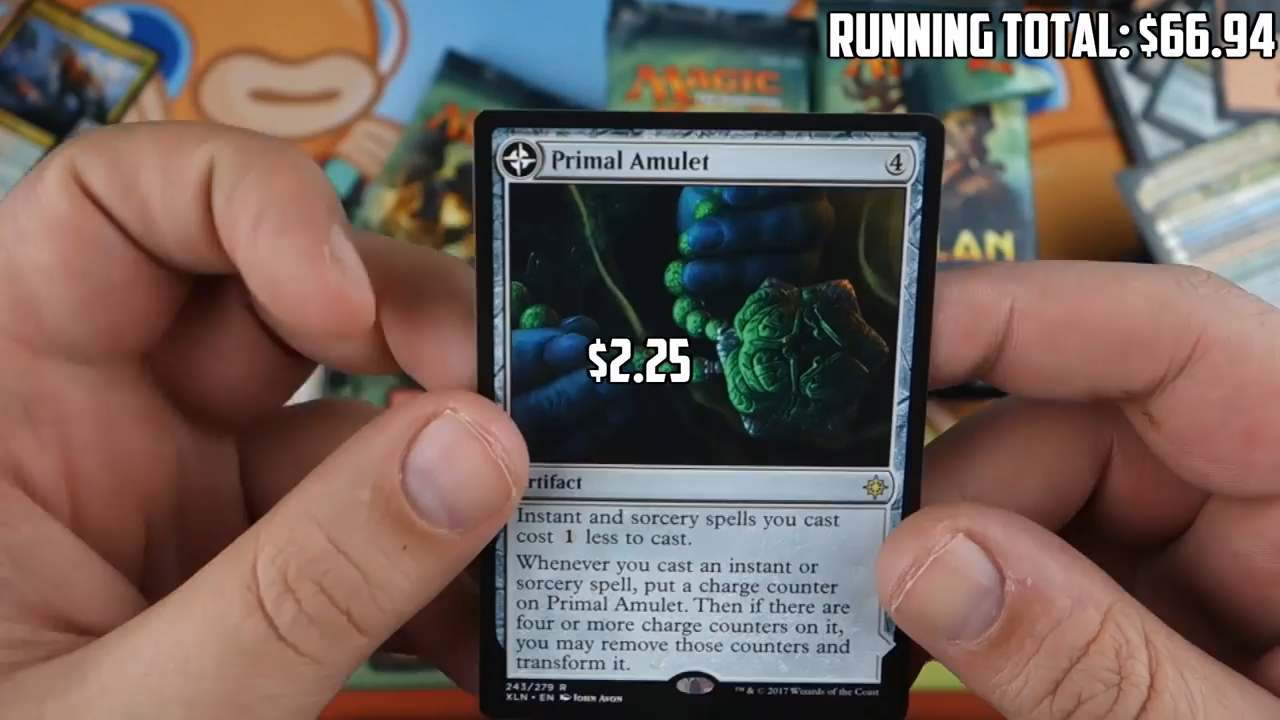 RUNNING TOTAL: $66.94
MAGIC
LAN
Primal Amulet 4
$2.25
rtifact
Instant and sorcery spells you cast
cost 1 less to cast.
Whenever you cast an instant or
sorcery spell, put a charge counter
on Primal Amulet. Then if there are
four or more charge counters on it,
you may remove those counters and
transform it.
243/279 R
XLN • EN John Avon
™ & © 2017 Wizards of the Coast